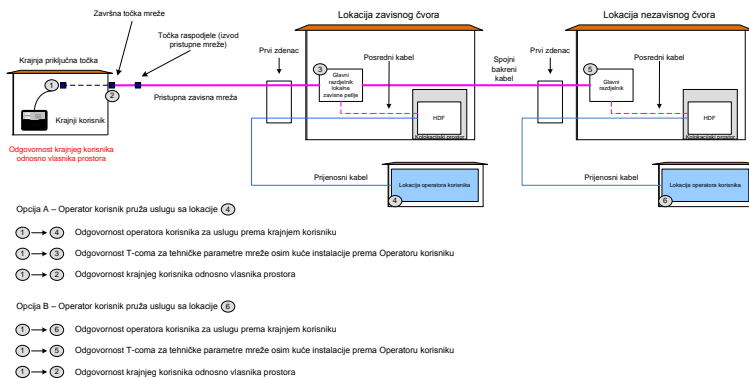 Završna točka mreže
Lokacija zavisnog čvora
Lokacija nezavisnog čvora
Točka raspodjele (izvod
pristupne mreže)
Krajnja priključna točka
Prvi zdenac
Posredni kabel
Spojni
bakreni
kabel
Prvi zdenac
Posredni kabel
1
2
3
Glavni
razdjelnik
lokalne
zavisne petlje
5
Glavni
razdjelnik
Pristupna zavisna mreža
Krajnji korisnik
HDF
Kolokacijski prostor
HDF
Kolokacijski prostor
Odgovornost krajnjeg korisnika
odnosno vlasnika prostora
Prijenosni kabel
Lokacija operatora korisnika
4
Prijenosni kabel
Lokacija operatora korisnika
6
Opcija A – Operator korisnik pruža uslugu sa lokacije 4
1 → 4 Odgovornost operatora korisnika za uslugu prema krajnjem korisniku
1 → 3 Odgovornost T-coma za tehničke parametre mreže osim kuće instalacije prema Operatoru korisniku
1 → 2 Odgovornost krajnjeg korisnika odnosno vlasnika prostora
Opcija B – Operator korisnik pruža uslugu sa lokacije 6
1 → 6 Odgovornost operatora korisnika za uslugu prema krajnjem korisniku
1 → 5 Odgovornost T-coma za tehničke parametre mreže osim kuće instalacije prema Operatoru korisniku
1 → 2 Odgovornost krajnjeg korisnika odnosno vlasnika prostora